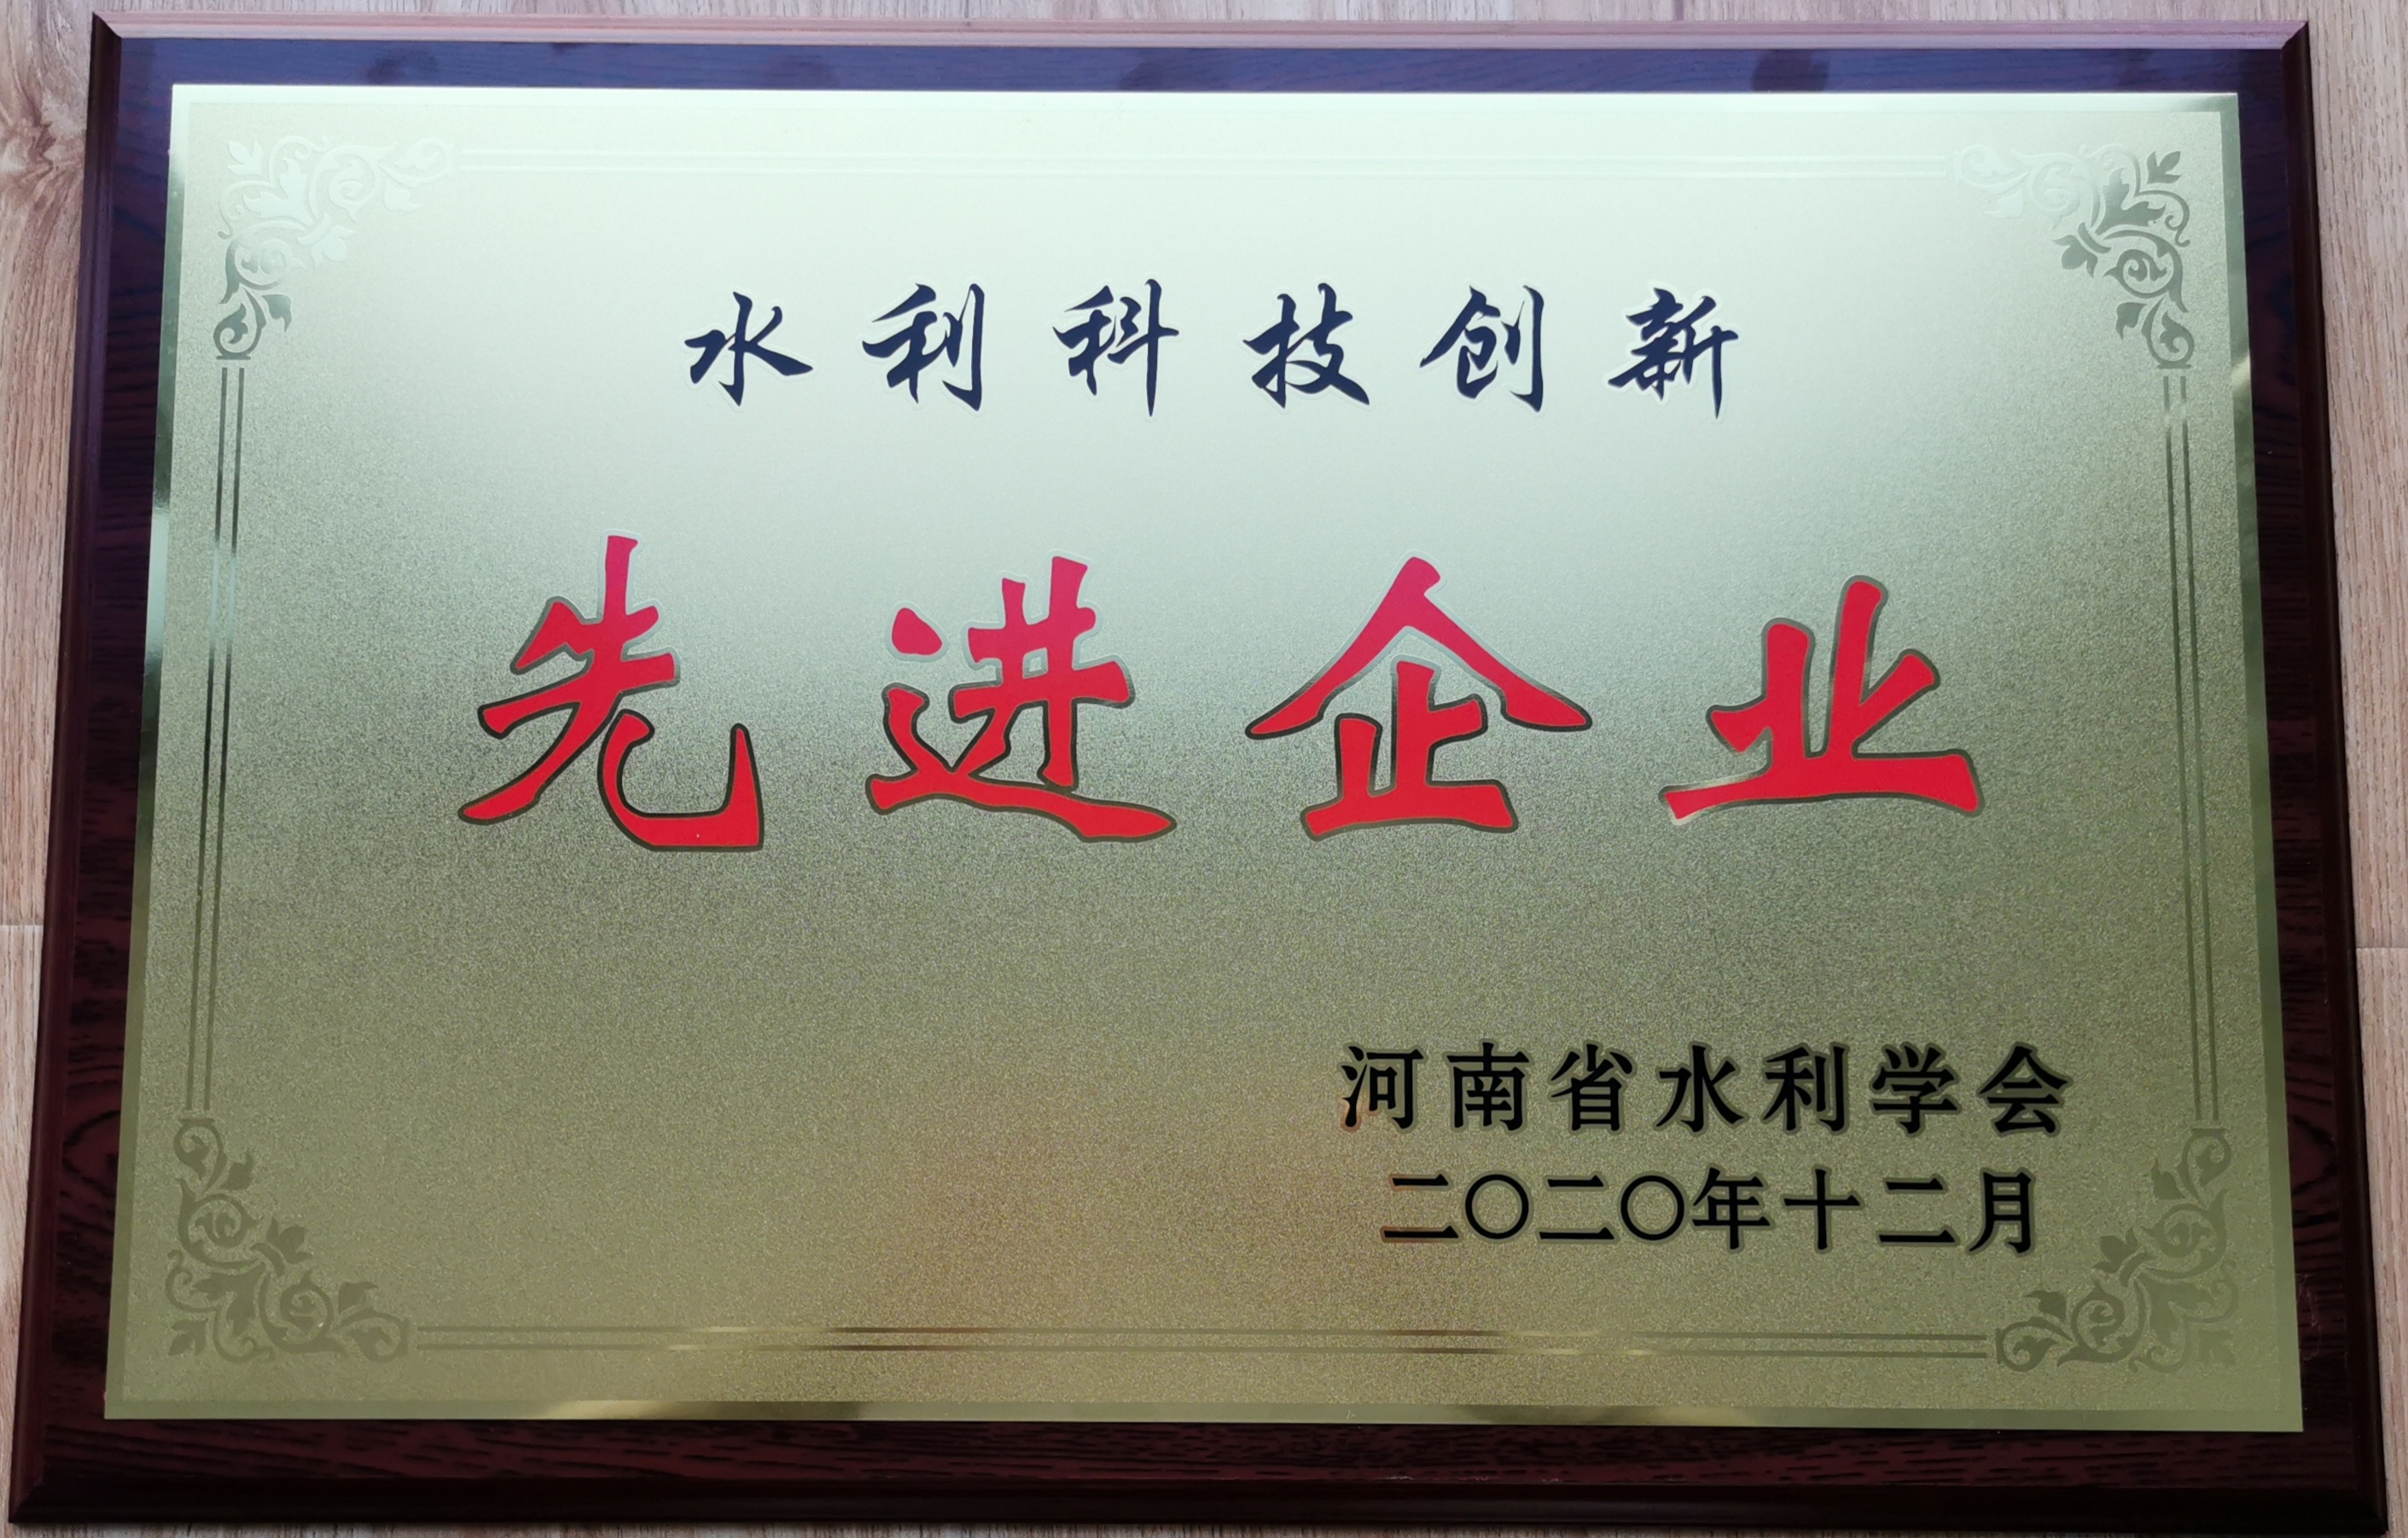 水利科技创新
先进企业
河南省水利学会
二〇二〇年十二月